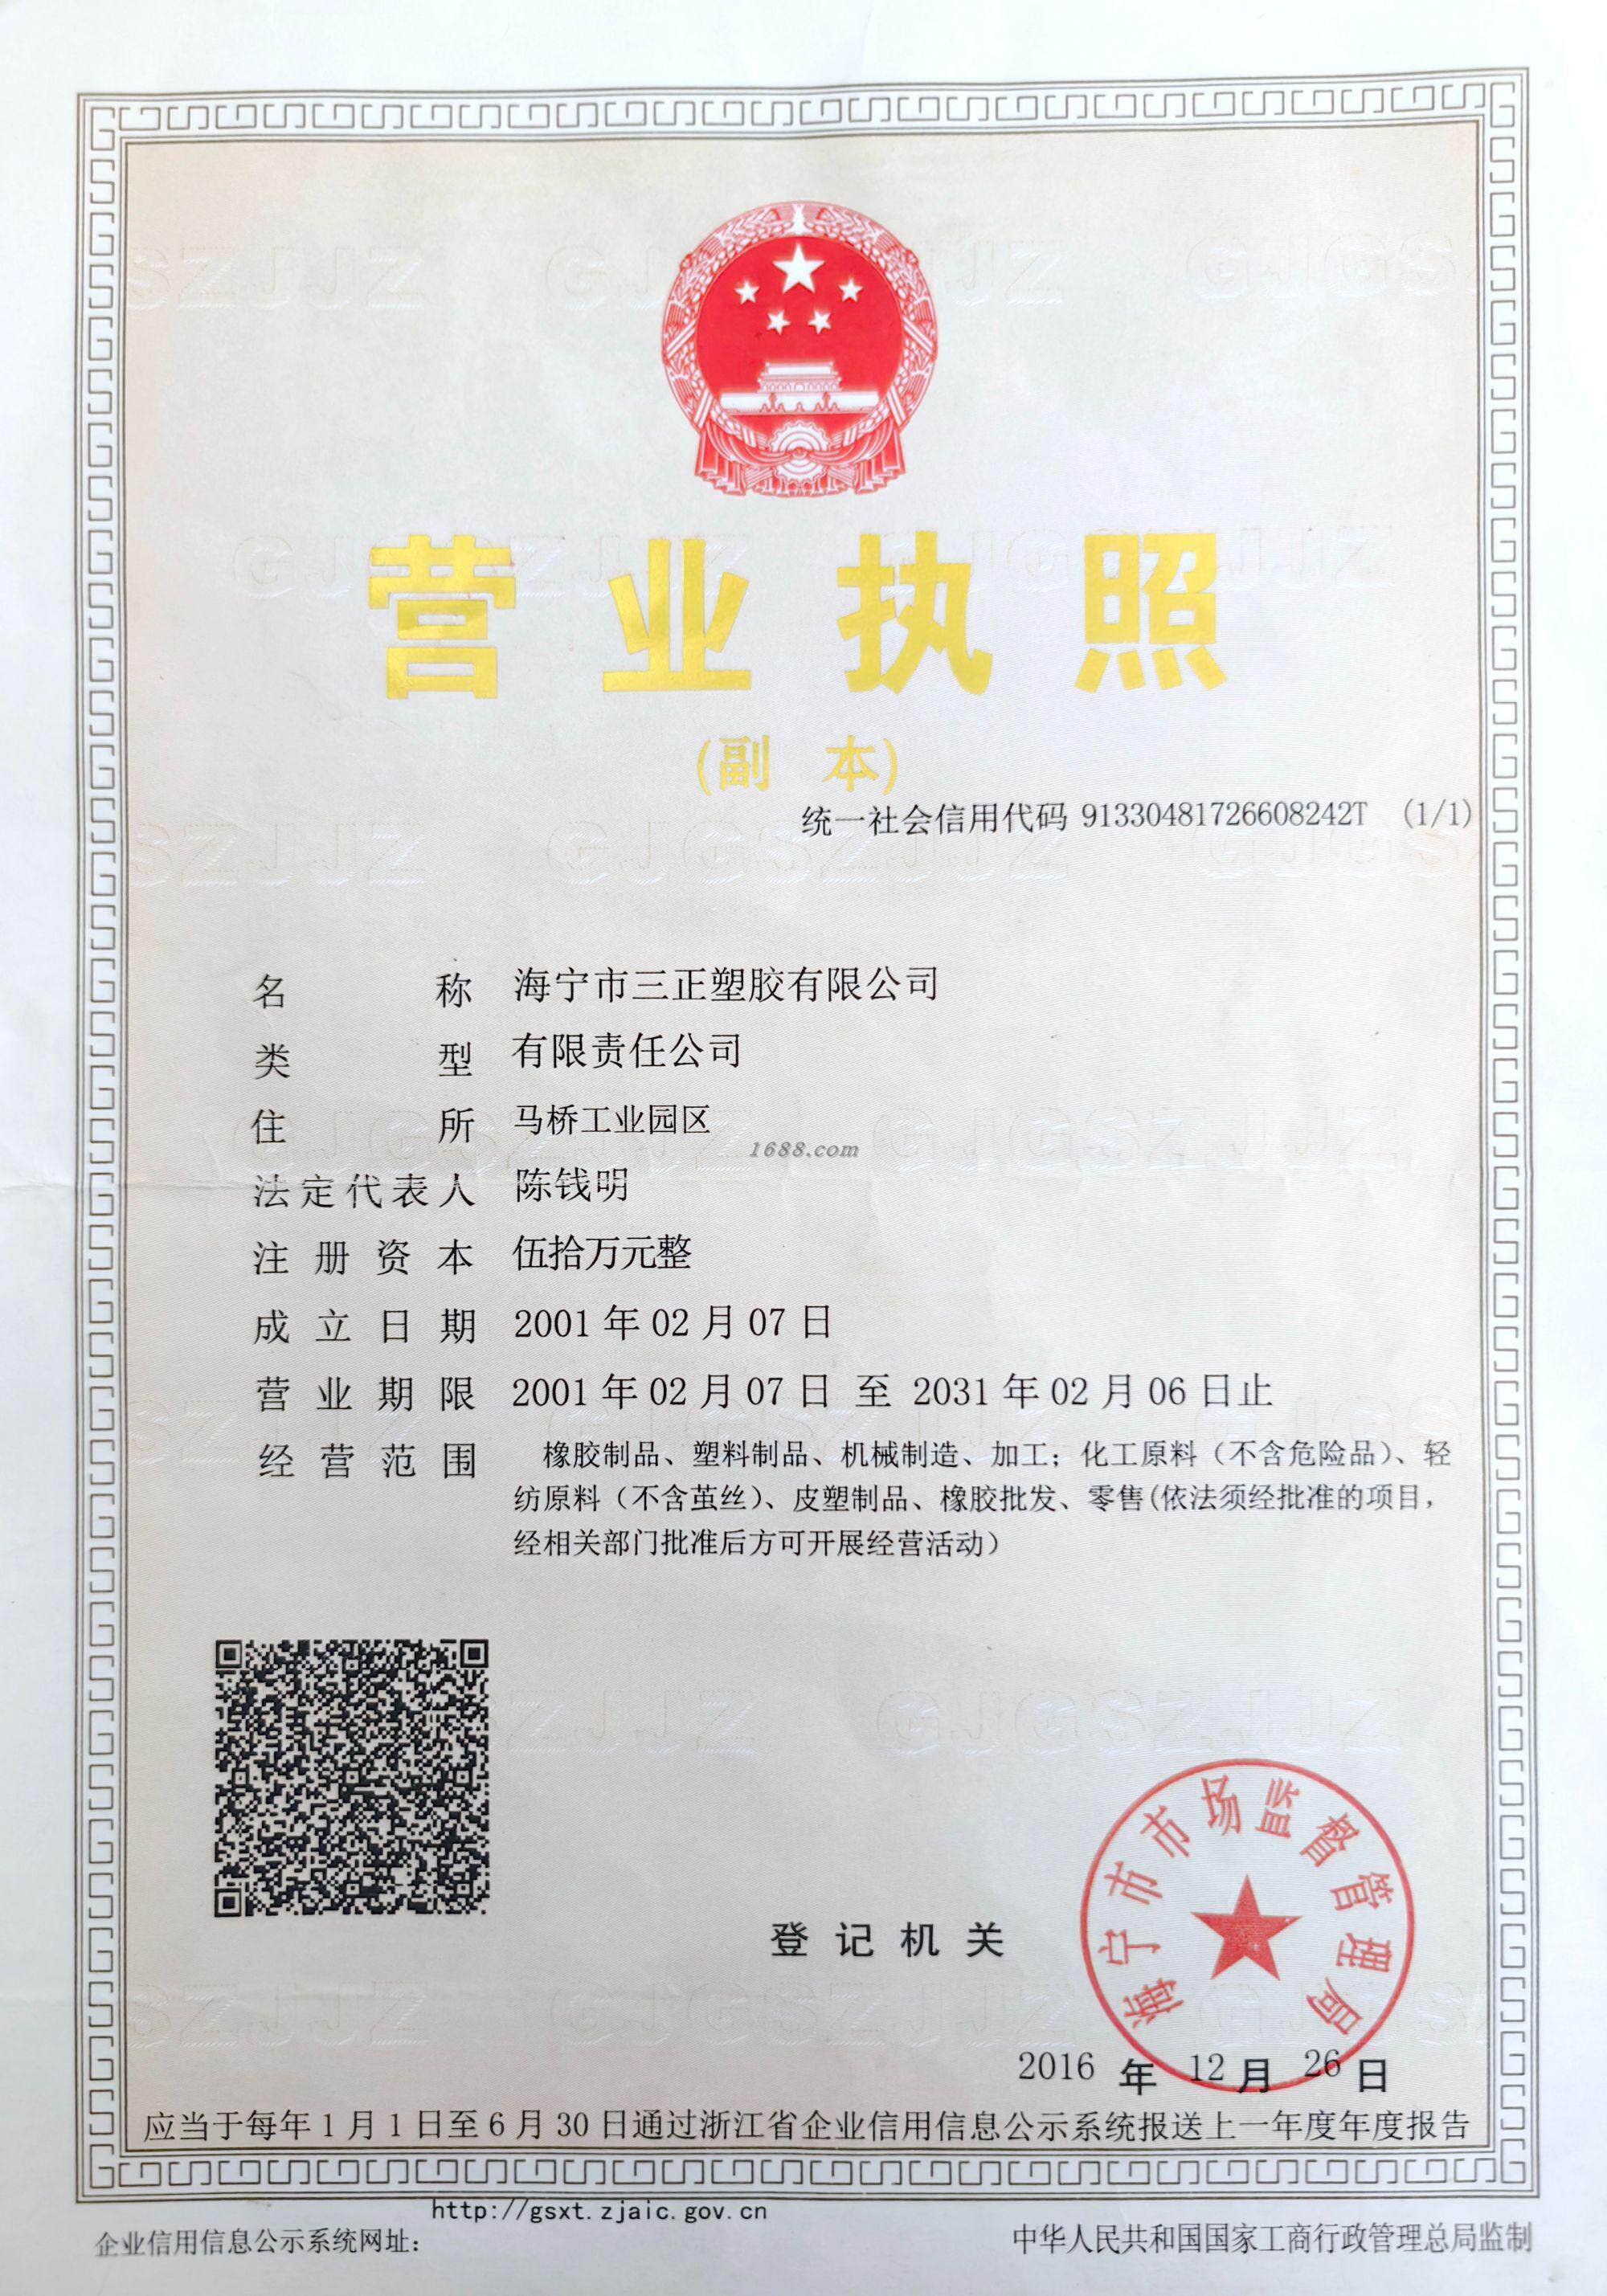 营业执照
(副 本)
统一社会信用代码 91330481726608242T (1/1)
名 称 海宁市三正塑胶有限公司
类 型 有限责任公司
住 所 马桥工业园区
1688.com
法定代表人 陈钱明
注册资本 伍拾万元整
成立日期 2001年02月07日
营业期限 2001年02月07日 至 2031年02月06日止
经营范围 橡胶制品、塑料制品、机械制造、加工；化工原料（不含危险品）、轻
纺原料（不含茧丝）、皮塑制品、橡胶批发、零售(依法须经批准的项目，
经相关部门批准后方可开展经营活动）
海宁市市场监督管理局
登记机关
2016年12月26日
应当于每年1月1日至6月30日通过浙江省企业信用信息公示系统报送上一年度年度报告
http://gsxt.zjaic.gov.cn
企业信用信息公示系统网址：
中华人民共和国国家工商行政管理总局监制